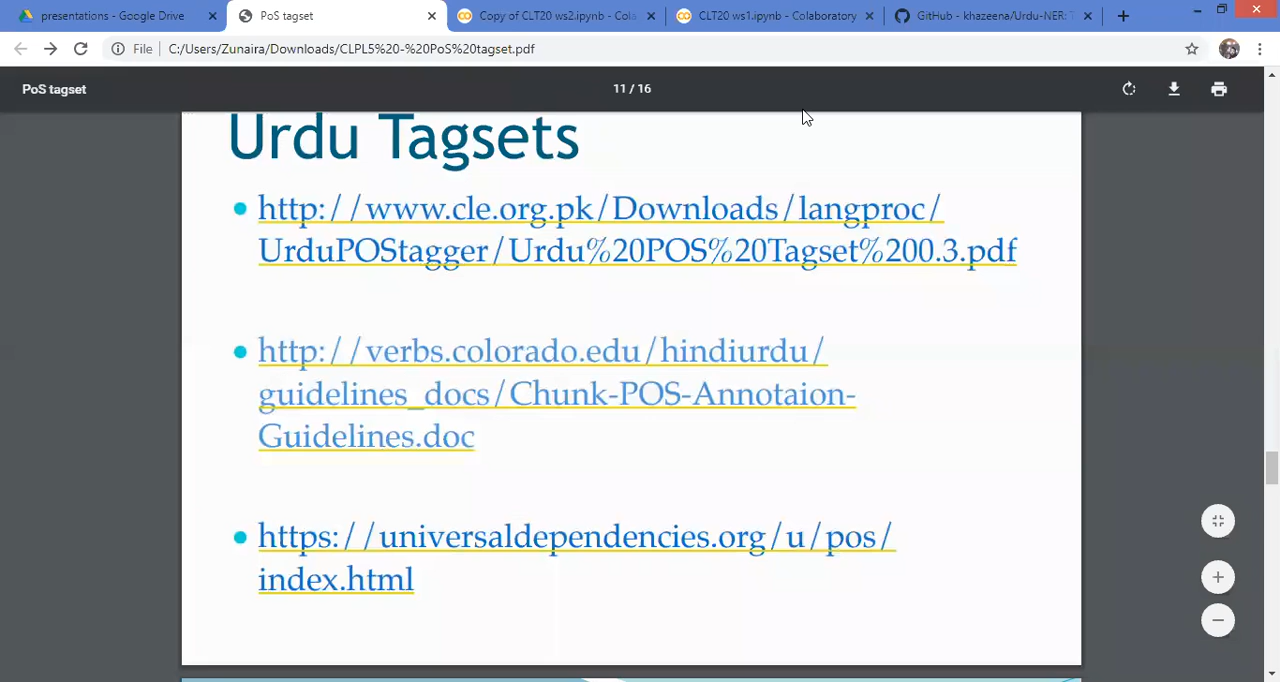 presentations - Google Drive
PoS tagset
Copy of CLT20 ws2.ipynb - Cola
CLT20 ws1.ipynb - Colaboratory
GitHub - khazeena/Urdu-NER: T
File
C:/Users/Zunaira/Downloads/CLPL5%20-%20PoS%20tagset.pdf
PoS tagset
11 / 16
Urdu Tagsets
http://www.cle.org.pk/Downloads/langproc/
UrduPOStagger/Urdu%20POS%20Tagset%200.3.pdf
http://verbs.colorado.edu/hindiurdu/
guidelines_docs/Chunk-POS-Annotaion-
Guidelines.doc
https://universaldependencies.org/u/pos/
index.html